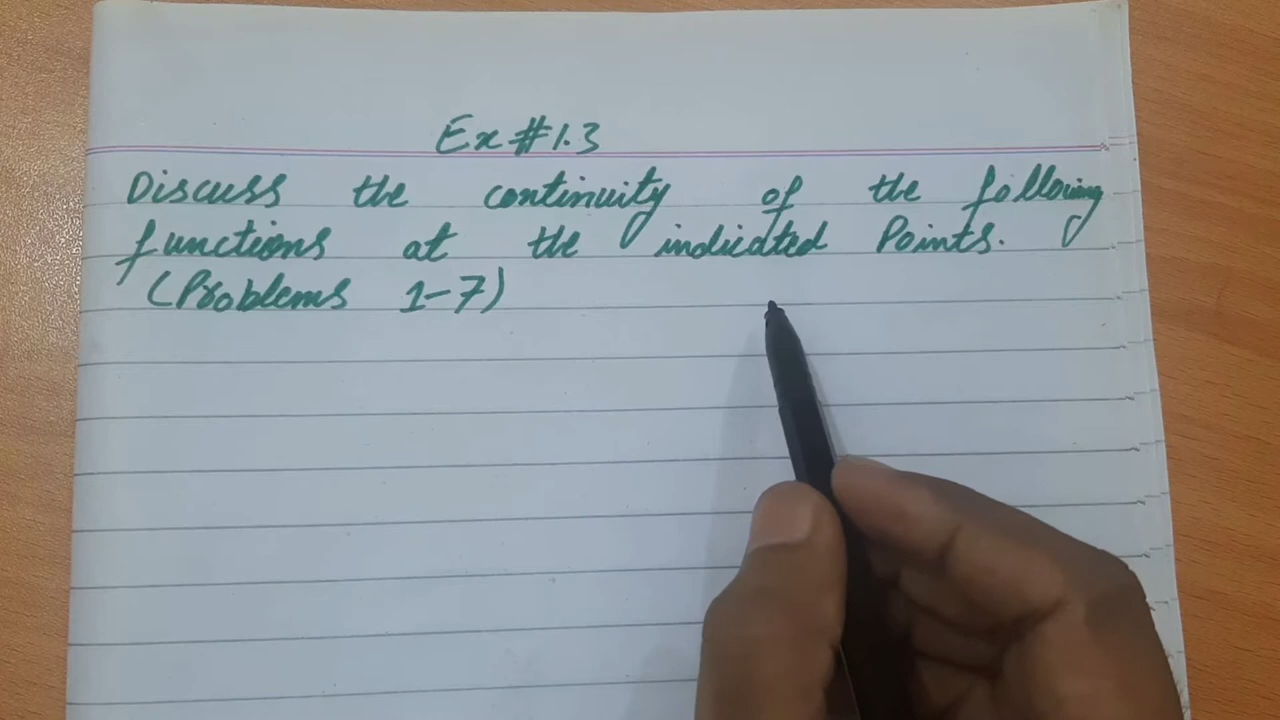 Ex #1.3
Discuss the continuity of the following
functions at the indicated Points.
(Problems 1-7)